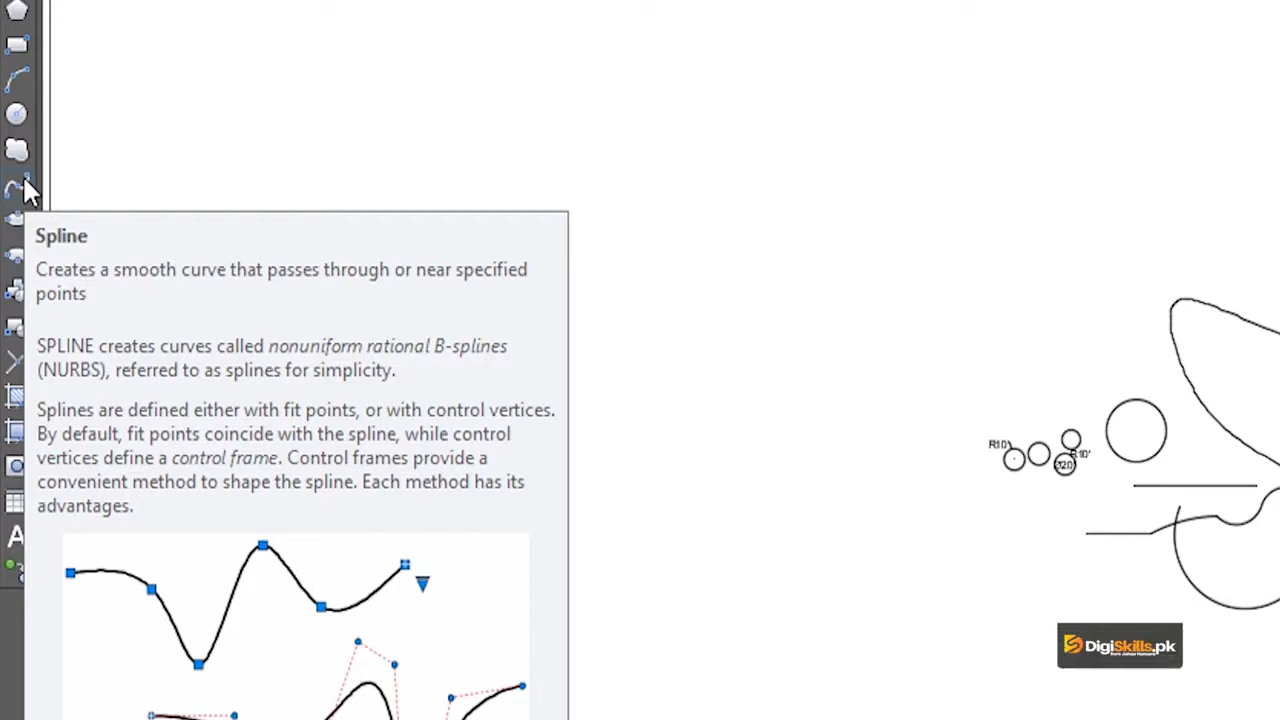 Spline
Creates a smooth curve that passes through or near specified
points
SPLINE creates curves called nonuniform rational B-splines
(NURBS), referred to as splines for simplicity.
Splines are defined either with fit points, or with control vertices.
By default, fit points coincide with the spline, while control
vertices define a control frame. Control frames provide a
convenient method to shape the spline. Each method has its
advantages.
A
R10'
R10'
DigiSkills.pk